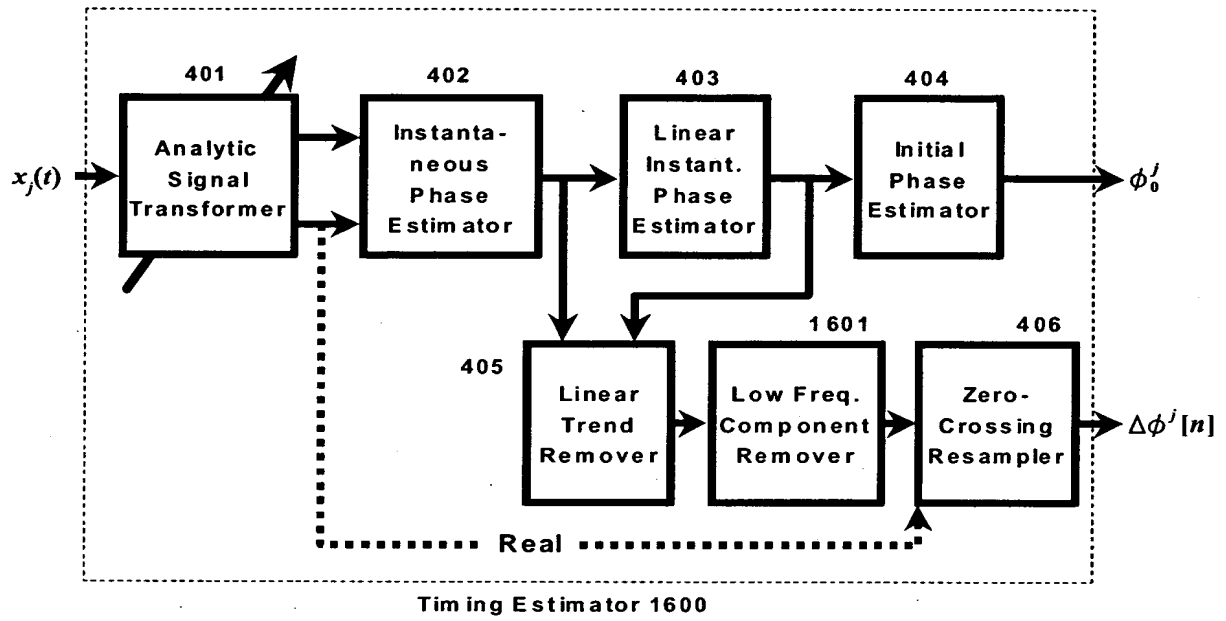 401
402
403
404
x_j(t)
Analytic
Signal
Transformer
Instanta-
neous
Phase
Estimator
Linear
Instant.
Phase
Estimator
Initial
Phase
Estimator
ϕ_0^j
405
1601
406
Linear
Trend
Remover
Low Freq.
Component
Remover
Zero-
Crossing
Resampler
Δϕ^j[n]
Real
Timing Estimator 1600